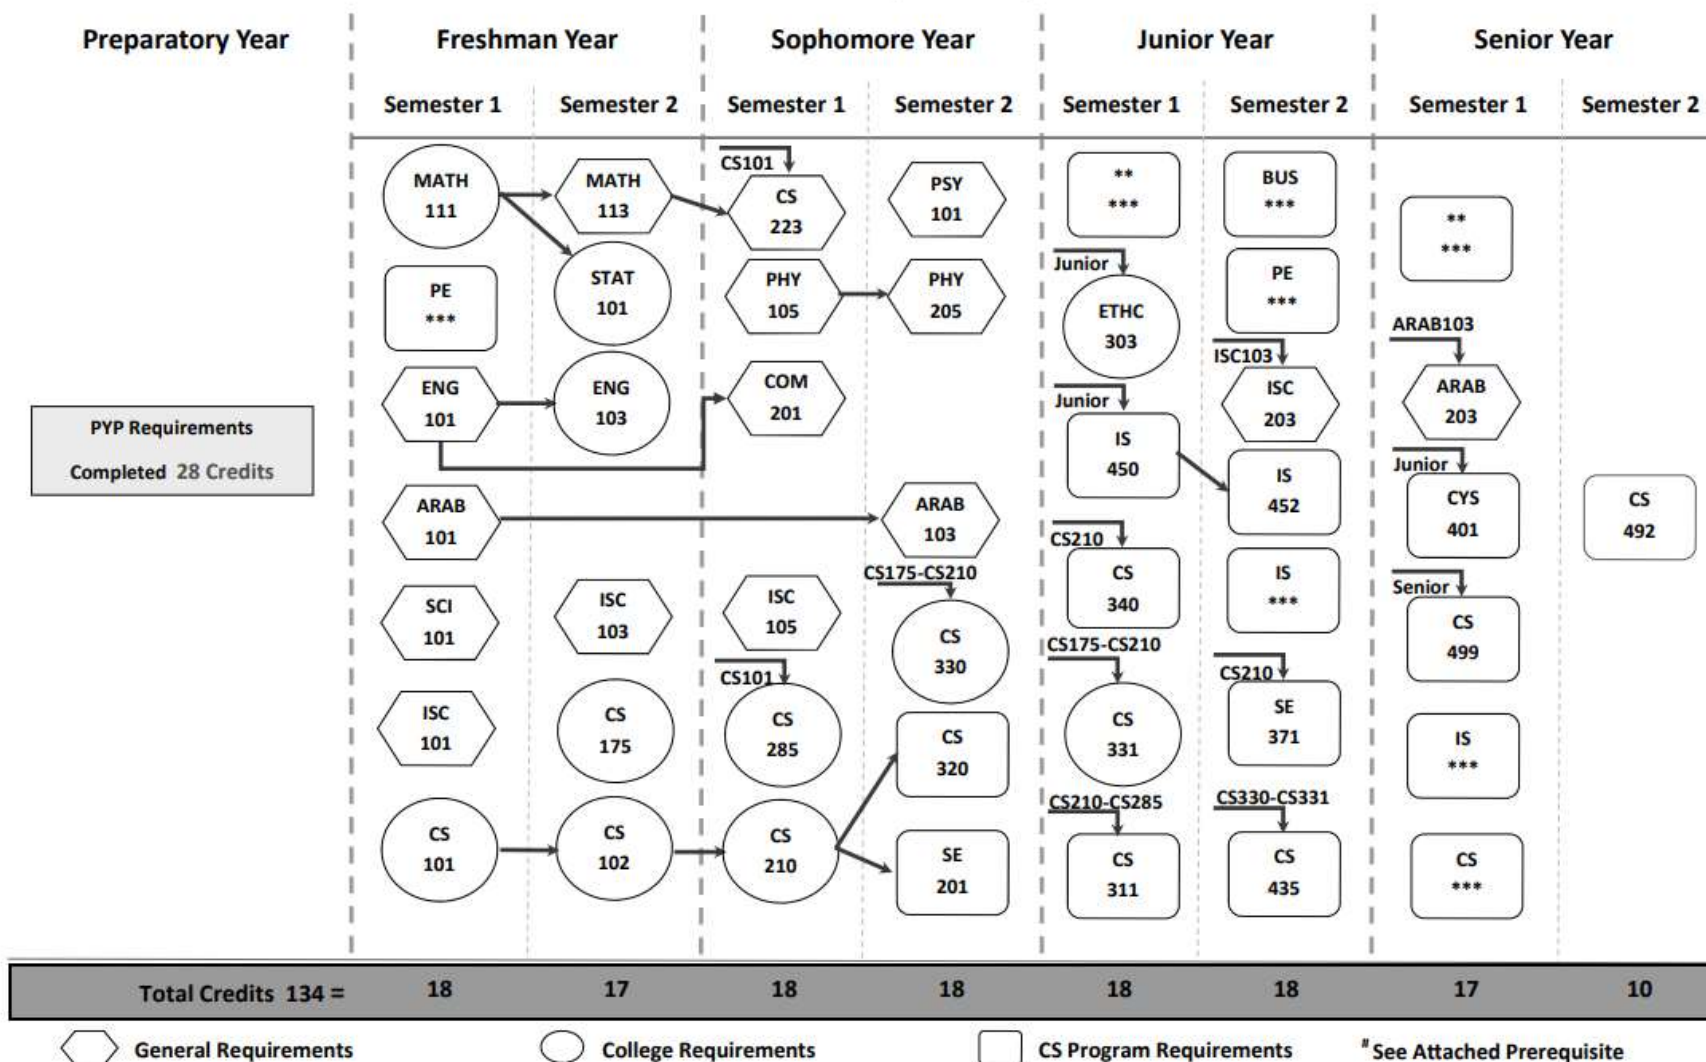 Preparatory Year
Freshman Year
Sophomore Year
Junior Year
Senior Year
Semester 1
Semester 2
Semester 1
Semester 2
Semester 1
Semester 2
Semester 1
Semester 2
PYP Requirements
Completed 28 Credits
MATH
111
PE
***
ENG
101
ARAB
101
SCI
101
ISC
101
CS
101
MATH
113
STAT
101
ENG
103
ISC
103
CS
175
CS
102
CS101
CS
223
PHY
105
COM
201
ISC
105
CS101
CS
285
CS
210
PSY
101
PHY
205
ARAB
103
CS175-CS210
CS
330
CS
320
SE
201
**
***
Junior
ETHC
303
Junior
IS
450
CS210
CS
340
CS175-CS210
CS
331
CS210-CS285
CS
311
BUS
***
PE
***
ISC103
ISC
203
IS
452
IS
***
CS210
SE
371
CS330-CS331
CS
435
**
***
ARAB103
ARAB
203
Junior
CYS
401
Senior
CS
499
IS
***
CS
***
CS
492
Total Credits 134 =
18
17
18
18
18
18
17
10
General Requirements
College Requirements
CS Program Requirements
#See Attached Prerequisite